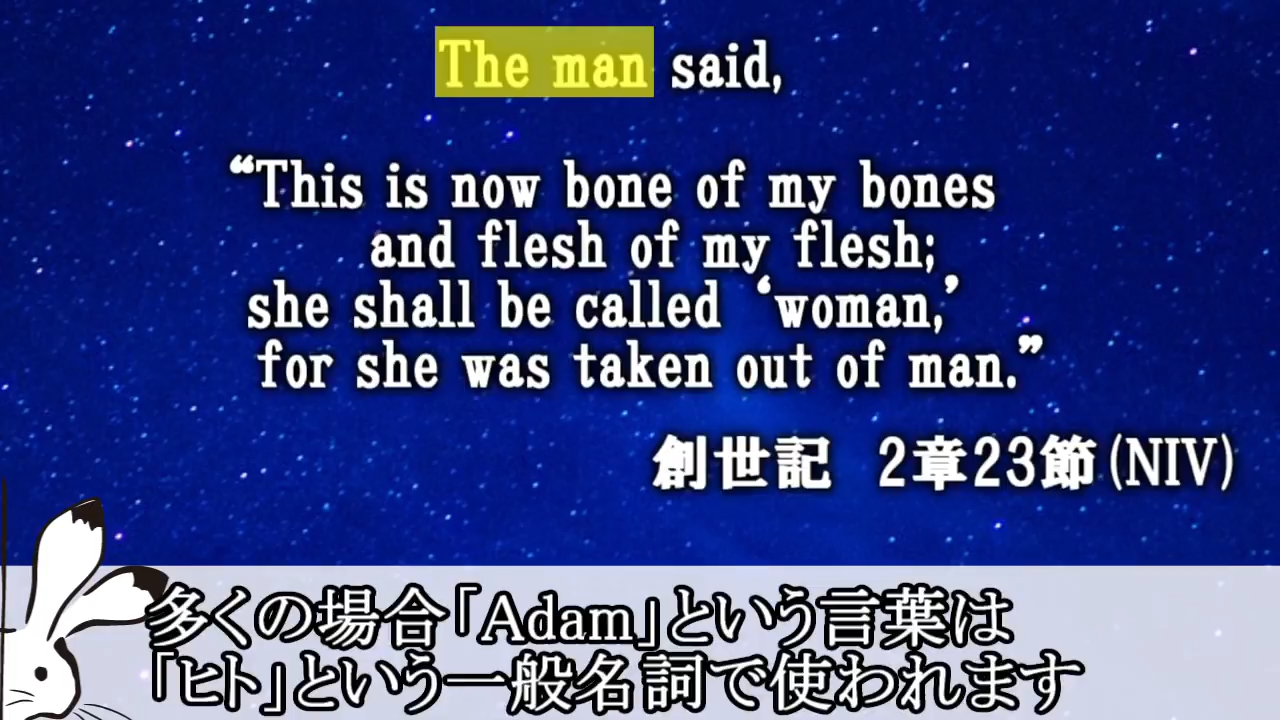 The man said,
“This is now bone of my bones
and flesh of my flesh;
she shall be called ‘woman,’
for she was taken out of man.”
創世記　2章23節(NIV)
多くの場合「Adam」という言葉は
「ヒト」という一般名詞で使われます